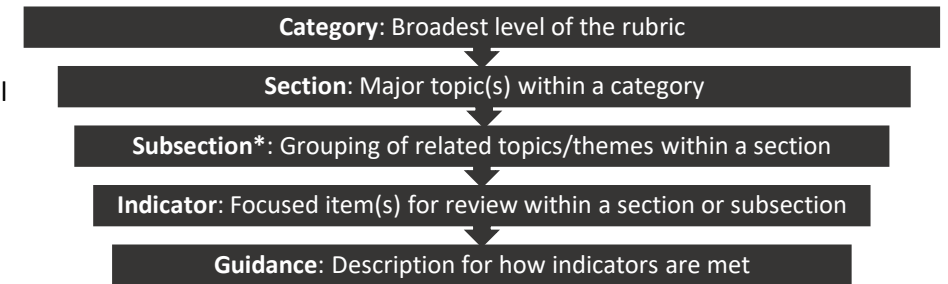 Category: Broadest level of the rubric
Section: Major topic(s) within a category
Subsection*: Grouping of related topics/themes within a section
Indicator: Focused item(s) for review within a section or subsection
Guidance: Description for how indicators are met